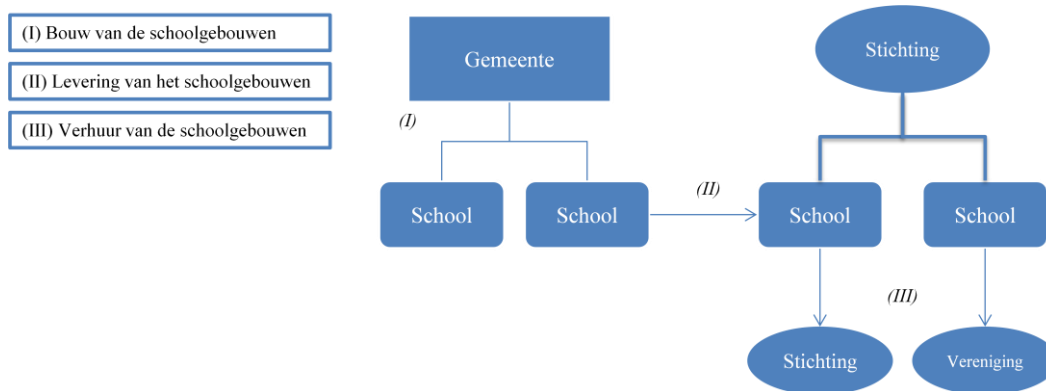 (I) Bouw van de schoolgebouwen
(II) Levering van het schoolgebouwen
(III) Verhuur van de schoolgebouwen
Gemeente
Stichting
(I)
School
School
(II)
School
School
(III)
Stichting
Vereniging